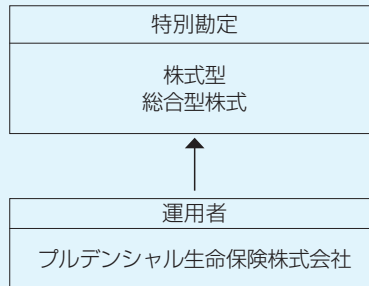 特別勘定
株式型
総合型株式
運用者
プルデンシャル生命保険株式会社